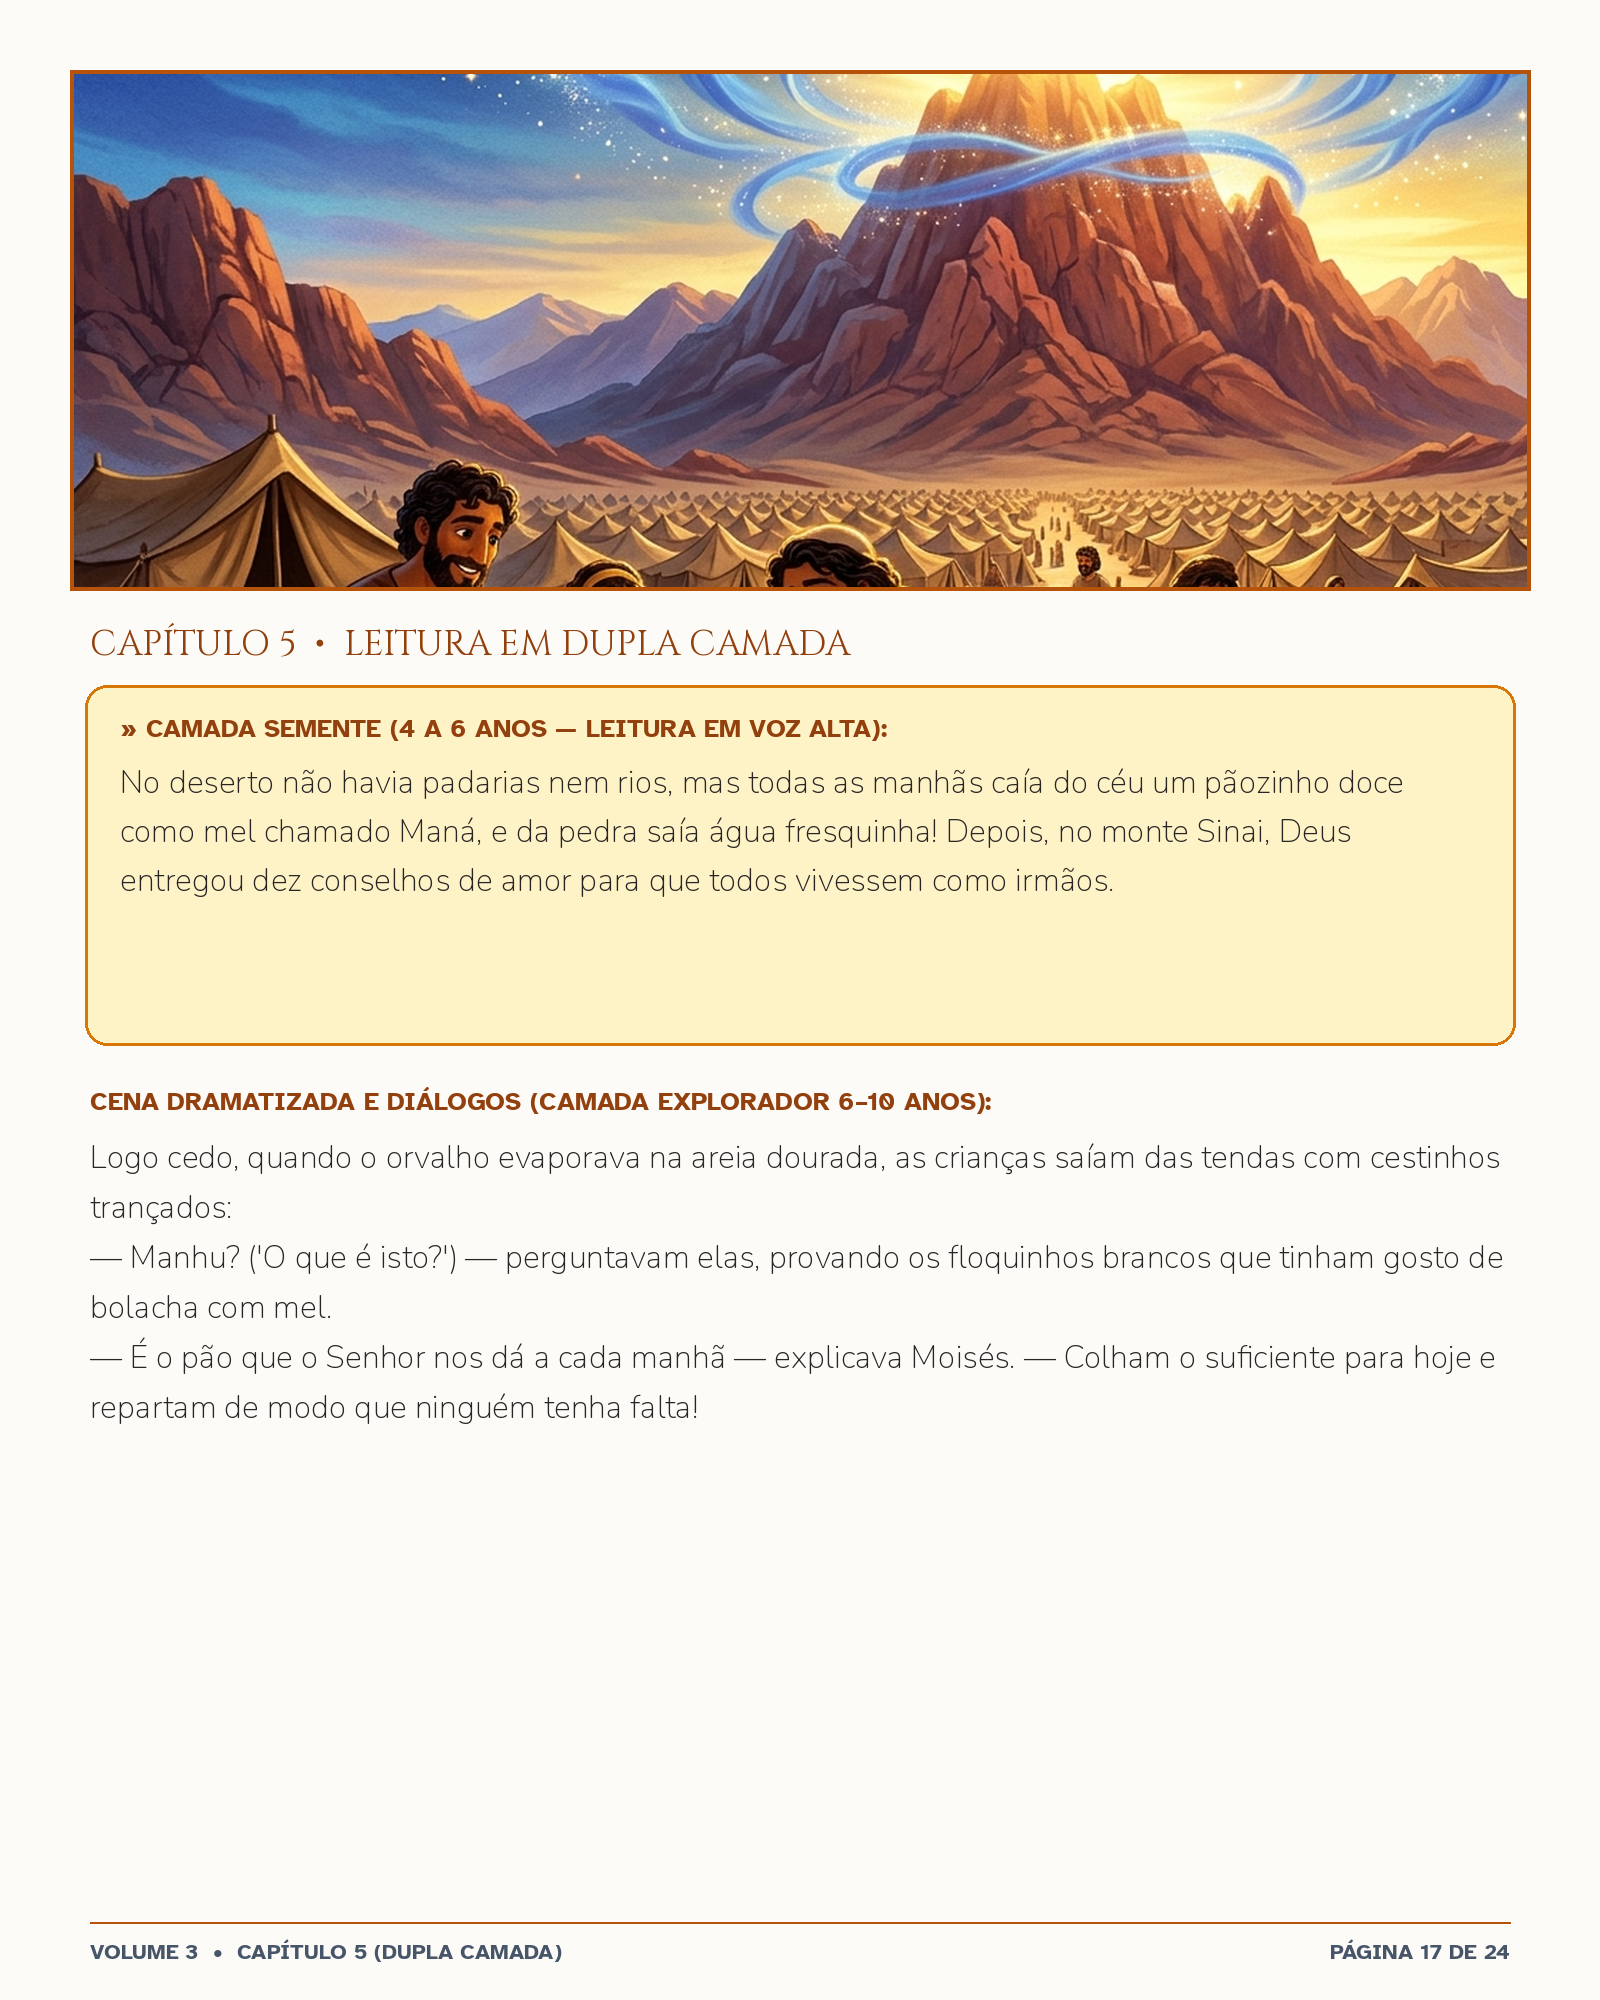 CAPÍTULO 5 • LEITURA EM DUPLA CAMADA
» CAMADA SEMENTE (4 A 6 ANOS — LEITURA EM VOZ ALTA):
No deserto não havia padarias nem rios, mas todas as manhãs caía do céu um pãozinho doce
como mel chamado Maná, e da pedra saía água fresquinha! Depois, no monte Sinai, Deus
entregou dez conselhos de amor para que todos vivessem como irmãos.
CENA DRAMATIZADA E DIÁLOGOS (CAMADA EXPLORADOR 6–10 ANOS):
Logo cedo, quando o orvalho evaporava na areia dourada, as crianças saíam das tendas com cestinhos
trançados:
— Manhu? ('O que é isto?') — perguntavam elas, provando os floquinhos brancos que tinham gosto de
bolacha com mel.
— É o pão que o Senhor nos dá a cada manhã — explicava Moisés. — Colham o suficiente para hoje e
repartam de modo que ninguém tenha falta!
VOLUME 3 • CAPÍTULO 5 (DUPLA CAMADA)
PÁGINA 17 DE 24